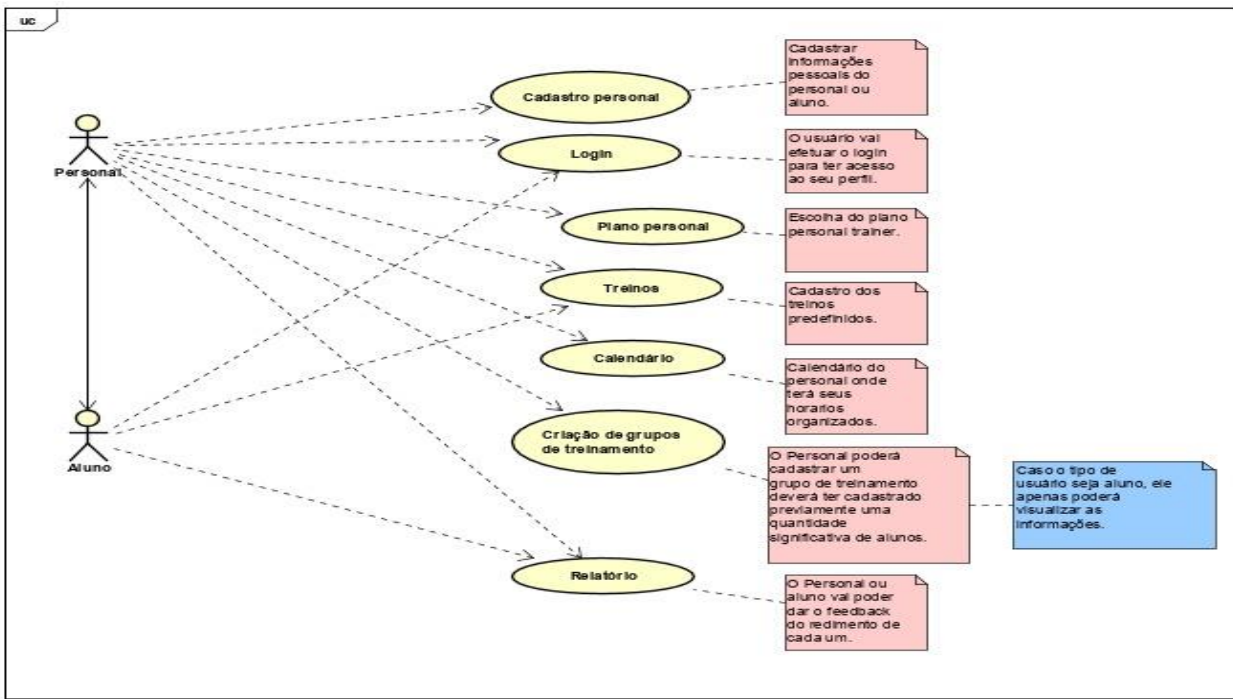 uc
Cadastrar
informações
pessoais do
personal ou
aluno.
Cadastro personal
Personal
Login
O usuário vai
efetuar o login
para ter acesso
ao seu perfil.
Plano personal
Escolha do plano
personal trainer.
Treinos
Cadastro dos
treinos
predefinidos.
Calendário
Calendário do
personal onde
terá seus
horarios
organizados.
Aluno
Criação de grupos
de treinamento
O Personal poderá
cadastrar um
grupo de treinamento
deverá ter cadastrado
previamente uma
quantidade
significativa de alunos.
Caso o tipo de
usuário seja aluno, ele
apenas poderá
visualizar as
informações.
Relatório
O Personal ou
aluno vai poder
dar o feedback
do redimento de
cada um.